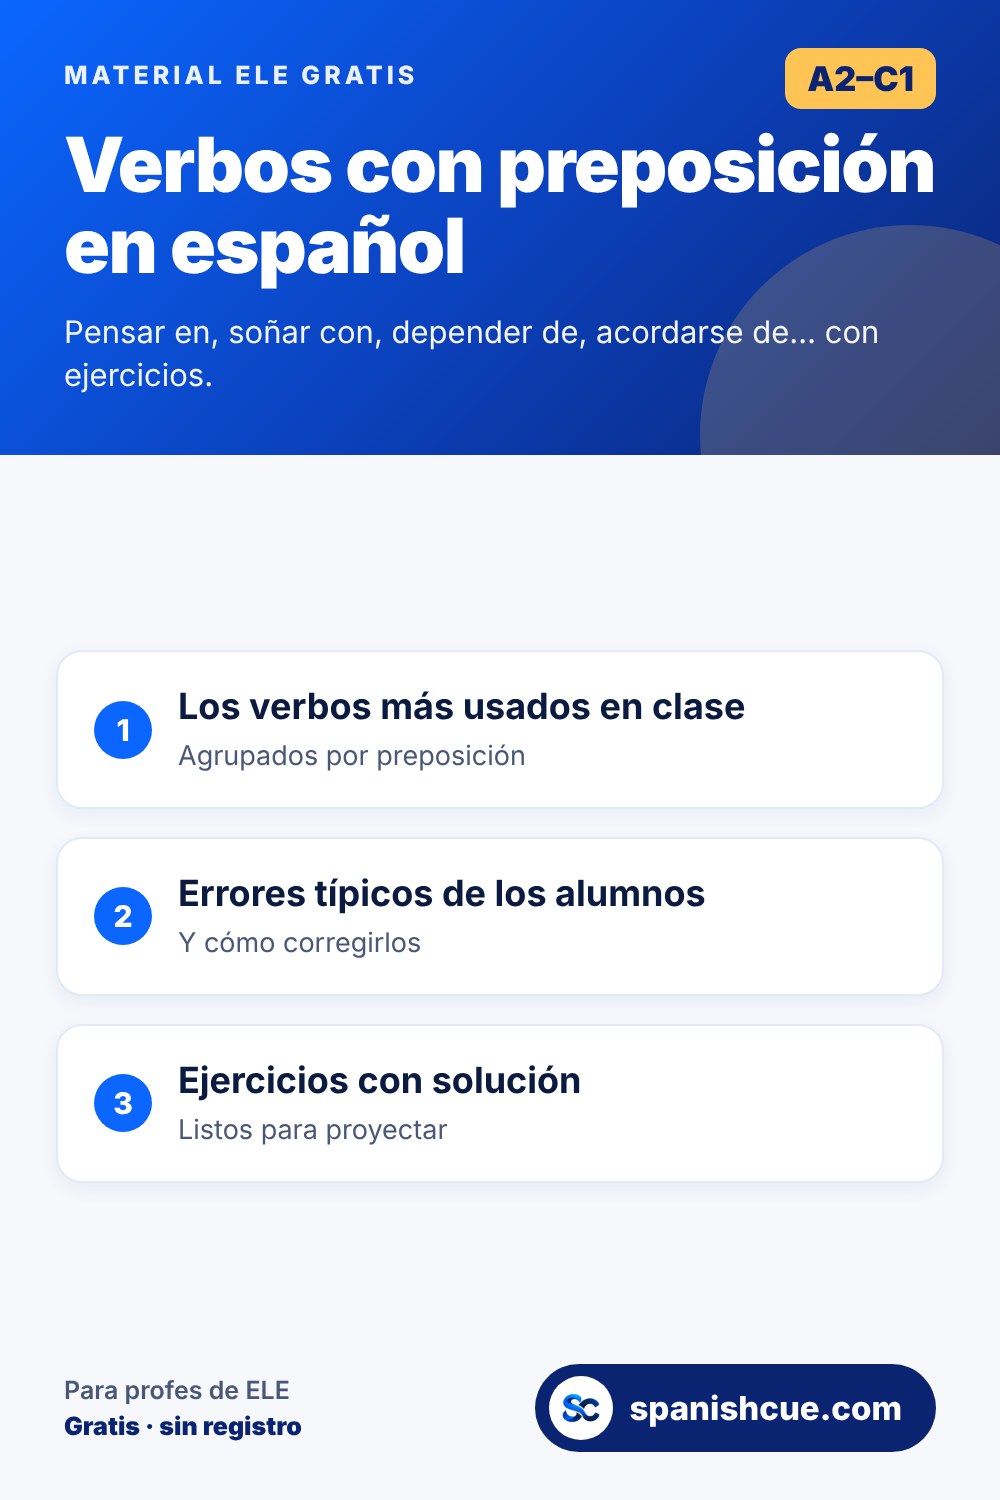 MATERIAL ELE GRATIS
A2–C1
Verbos con preposición
en español
Pensar en, soñar con, depender de, acordarse de… con
ejercicios.
1
Los verbos más usados en clase
Agrupados por preposición
2
Errores típicos de los alumnos
Y cómo corregirlos
3
Ejercicios con solución
Listos para proyectar
Para profes de ELE
Gratis · sin registro
SC spanishcue.com